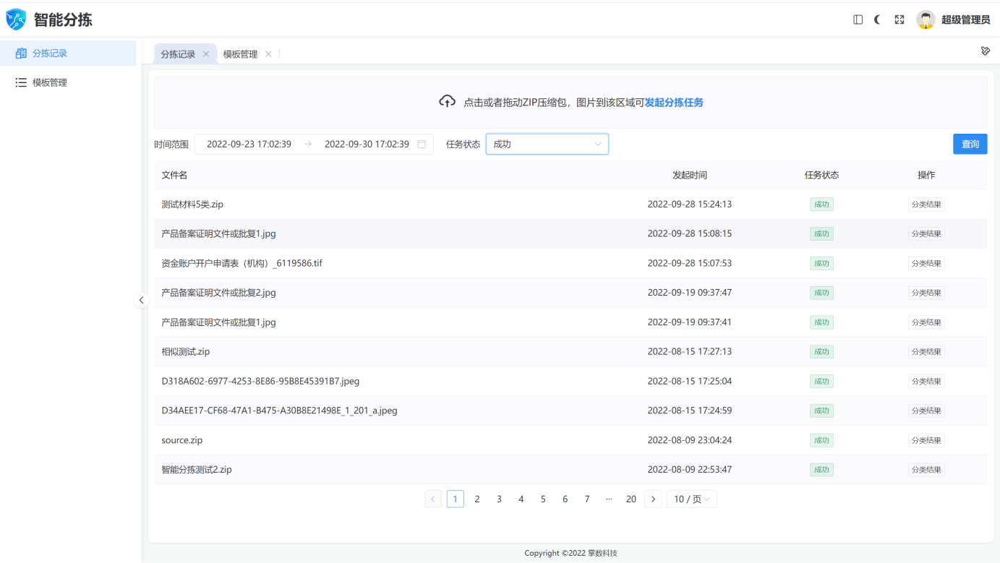 智能分拣
超级管理员
分拣记录
模板管理
分拣记录 模板管理
点击或者拖动ZIP压缩包，图片到该区域可发起分拣任务
时间范围 2022-09-23 17:02:39 → 2022-09-30 17:02:39 任务状态 成功 查询
文件名 发起时间 任务状态 操作
测试材料5类.zip 2022-09-28 15:24:13 成功 分类结果
产品备案证明文件或批复1.jpg 2022-09-28 15:08:15 成功 分类结果
资金账户开户申请表（机构）_6119586.tif 2022-09-28 15:07:53 成功 分类结果
产品备案证明文件或批复2.jpg 2022-09-19 09:37:47 成功 分类结果
产品备案证明文件或批复1.jpg 2022-09-19 09:37:41 成功 分类结果
相似测试.zip 2022-08-15 17:27:13 成功 分类结果
D318A602-6977-4253-8E86-95B8E45391B7.jpeg 2022-08-15 17:25:04 成功 分类结果
D34AEE17-CF68-47A1-B475-A30B8E21498E_1_201_a.jpeg 2022-08-15 17:24:59 成功 分类结果
source.zip 2022-08-09 23:04:24 成功 分类结果
智能分拣测试2.zip 2022-08-09 22:53:47 成功 分类结果
1 2 3 4 5 6 7 ··· 20 10 / 页
Copyright ©2022 掌数科技